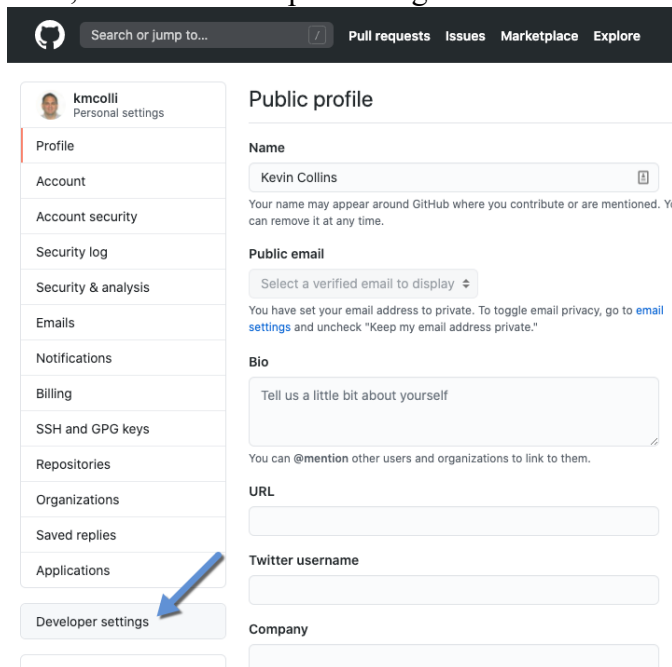 Search or jump to...
/
Pull requests Issues Marketplace Explore
kmcolli
Personal settings
Profile
Account
Account security
Security log
Security & analysis
Emails
Notifications
Billing
SSH and GPG keys
Repositories
Organizations
Saved replies
Applications
Developer settings
Public profile
Name
Kevin Collins
Your name may appear around GitHub where you contribute or are mentioned.
can remove it at any time.
Public email
Select a verified email to display
You have set your email address to private. To toggle email privacy, go to email
settings and uncheck "Keep my email address private."
Bio
Tell us a little bit about yourself
You can @mention other users and organizations to link to them.
URL
Twitter username
Company